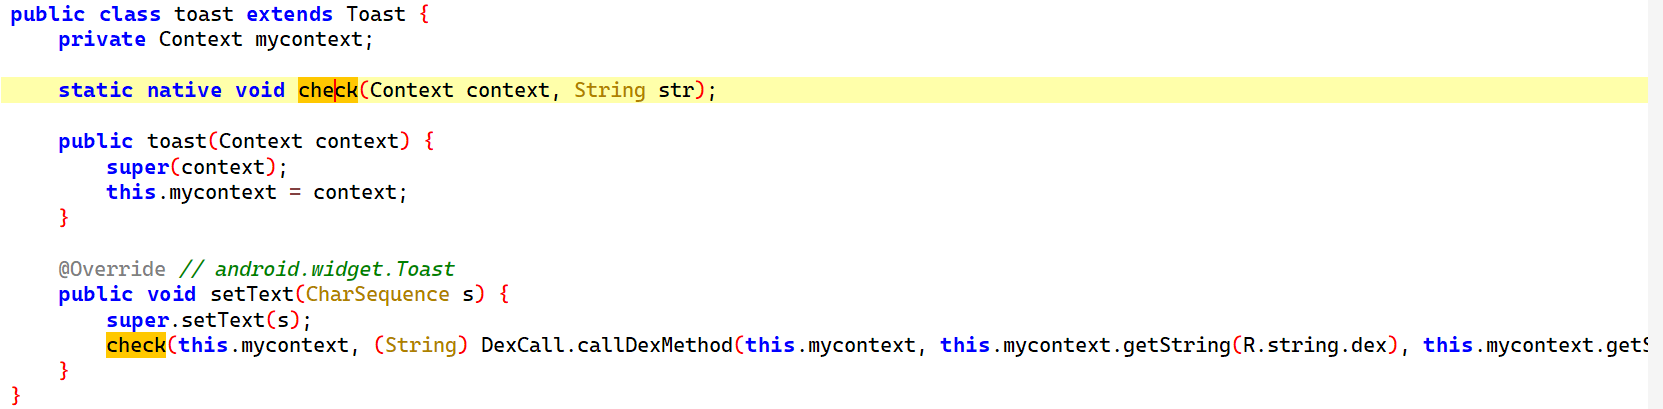 public class toast extends Toast {
    private Context mycontext;

    static native void check(Context context, String str);

    public toast(Context context) {
        super(context);
        this.mycontext = context;
    }

    @Override // android.widget.Toast
    public void setText(CharSequence s) {
        super.setText(s);
        check(this.mycontext, (String) DexCall.callDexMethod(this.mycontext, this.mycontext.getString(R.string.dex), this.mycontext.get
    }
}